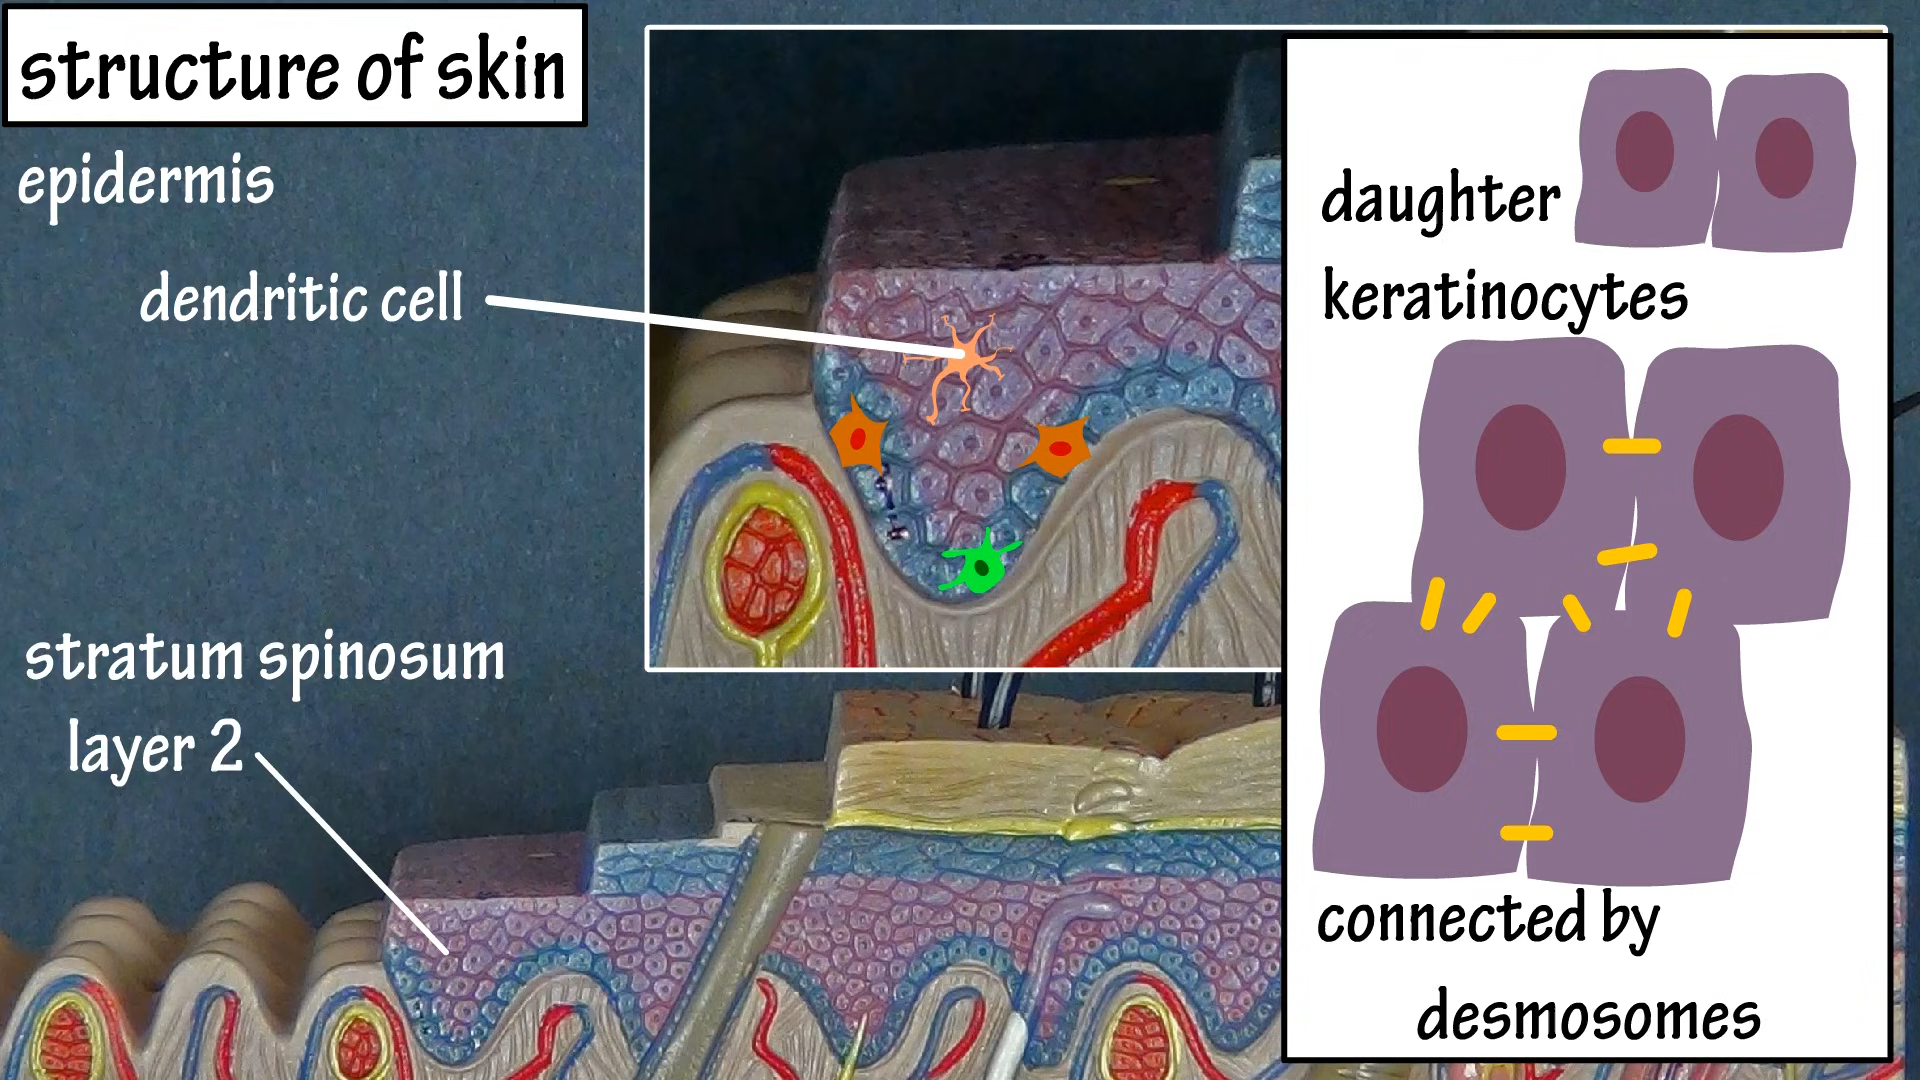 structure of skin
epidermis
dendritic cell
stratum spinosum
layer 2
daughter
keratinocytes
connected by
desmosomes